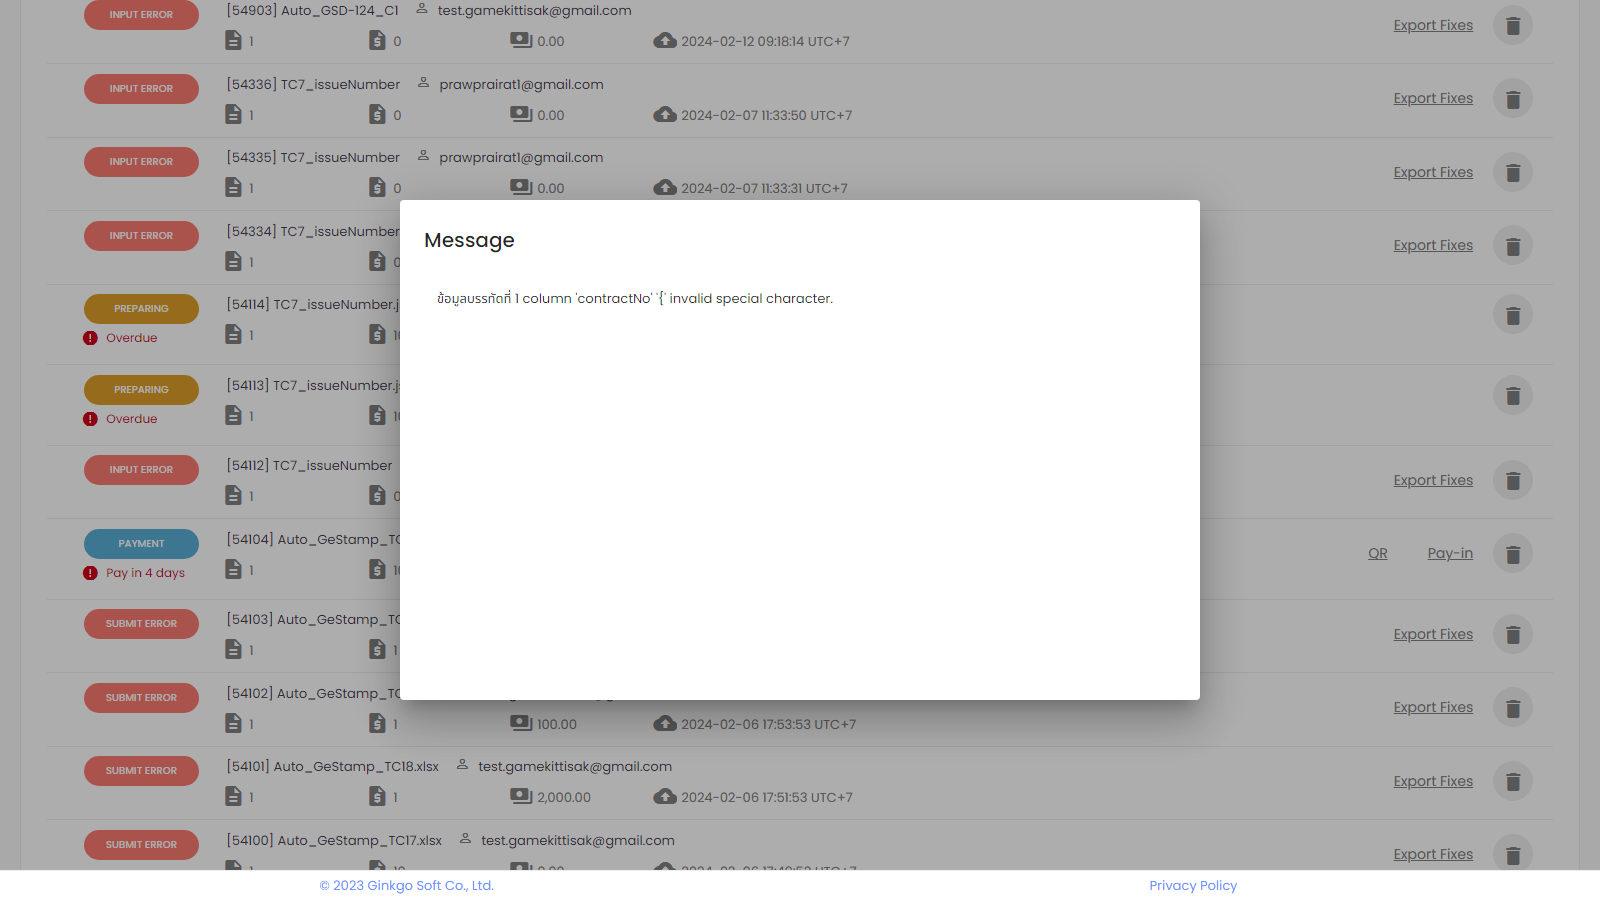 INPUT ERROR [54903] Auto_GSD-124_C1 test.gamekittisak@gmail.com
1 0 0.00 2024-02-12 09:18:14 UTC+7 Export Fixes
INPUT ERROR [54336] TC7_issueNumber prawprairat1@gmail.com
1 0 0.00 2024-02-07 11:33:50 UTC+7 Export Fixes
INPUT ERROR [54335] TC7_issueNumber prawprairat1@gmail.com
1 0 0.00 2024-02-07 11:33:31 UTC+7 Export Fixes
INPUT ERROR [54334] TC7_issueNumber
1 0 Export Fixes
Message
ข้อมูลบรรทัดที่ 1 column 'contractNo' '{' invalid special character.
PREPARING [54114] TC7_issueNumber.j
Overdue 1
PREPARING [54113] TC7_issueNumber.j
Overdue 1
INPUT ERROR [54112] TC7_issueNumber
1 0 Export Fixes
PAYMENT [54104] Auto_GeStamp_TC
Pay in 4 days 1 QR Pay-in
SUBMIT ERROR [54103] Auto_GeStamp_TC
1 1 Export Fixes
SUBMIT ERROR [54102] Auto_GeStamp_TC
1 1 100.00 2024-02-06 17:53:53 UTC+7 Export Fixes
SUBMIT ERROR [54101] Auto_GeStamp_TC18.xlsx test.gamekittisak@gmail.com
1 1 2,000.00 2024-02-06 17:51:53 UTC+7 Export Fixes
SUBMIT ERROR [54100] Auto_GeStamp_TC17.xlsx test.gamekittisak@gmail.com
Export Fixes
© 2023 Ginkgo Soft Co., Ltd. Privacy Policy